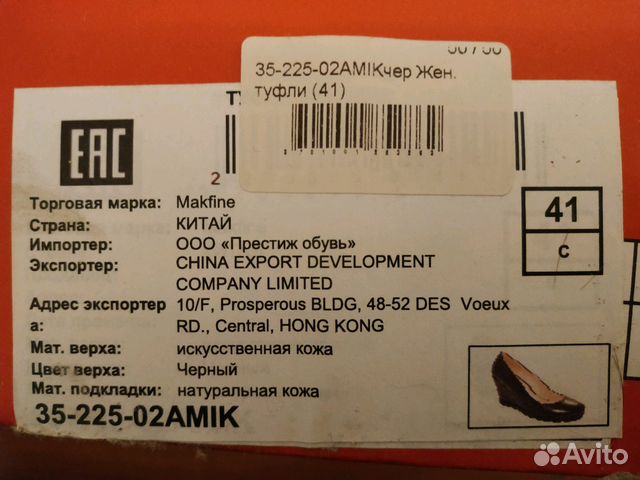 35-225-02AMIKчер Жен.
туфли (41)
EAC
2
Торговая марка: Makfine
Страна: КИТАЙ
Импортер: ООО «Престиж обувь»
Экспортер: CHINA EXPORT DEVELOPMENT
COMPANY LIMITED
Адрес экспортер 10/F, Prosperous BLDG, 48-52 DES Voeux
а: RD., Central, HONG KONG
Мат. верха: искусственная кожа
Цвет верха: Черный
Мат. подкладки: натуральная кожа
35-225-02AMIK
41
с
Avito